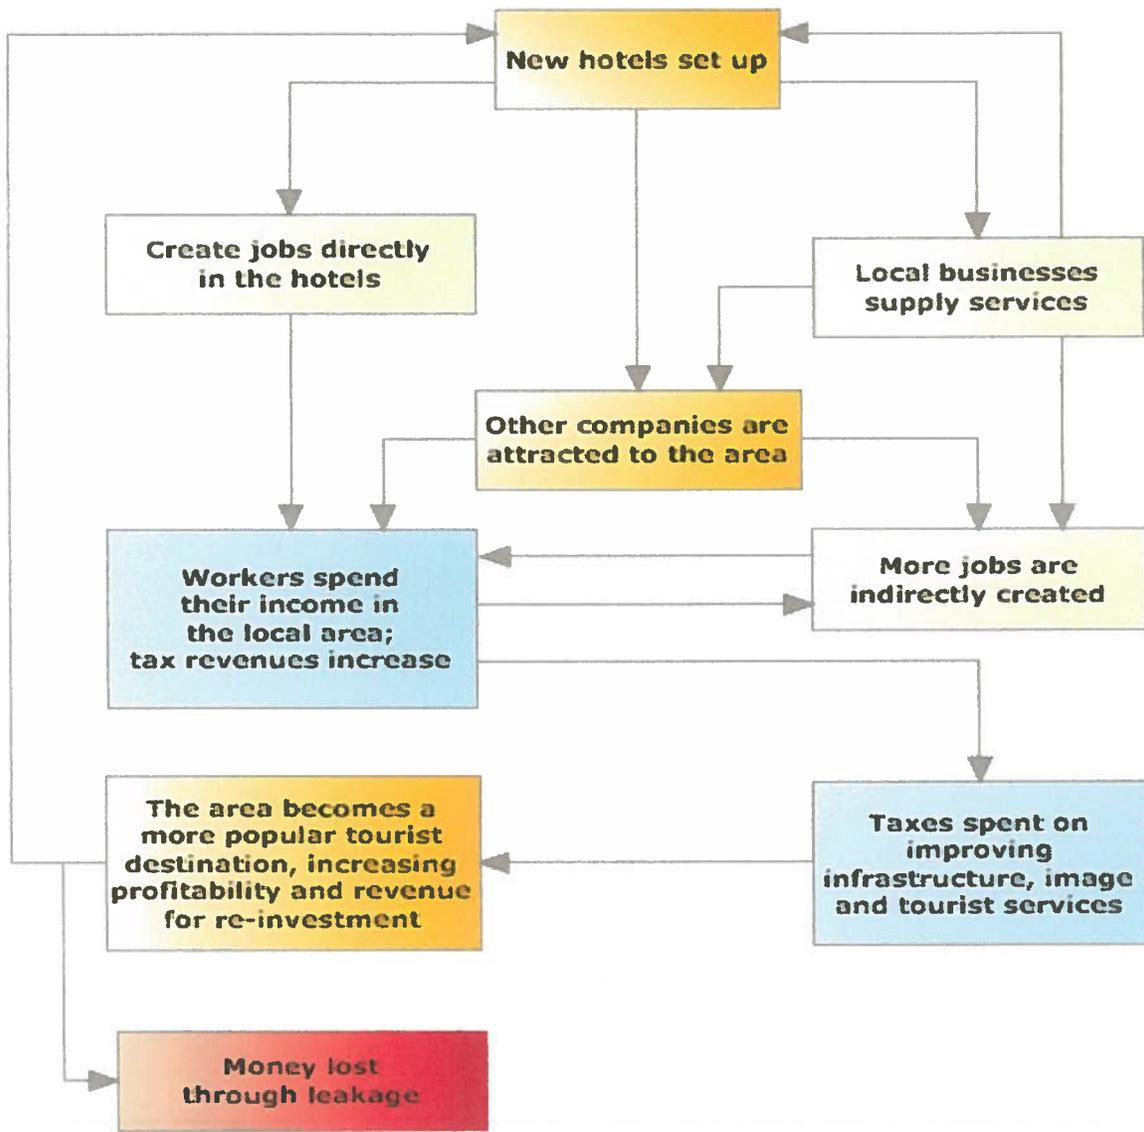 New hotels set up
Create jobs directly
in the hotels
Local businesses
supply services
Other companies are
attracted to the area
Workers spend
their income in
the local area;
tax revenues increase
More jobs are
indirectly created
The area becomes a
more popular tourist
destination, increasing
profitability and revenue
for re-investment
Taxes spent on
improving
infrastructure, image
and tourist services
Money lost
through leakage